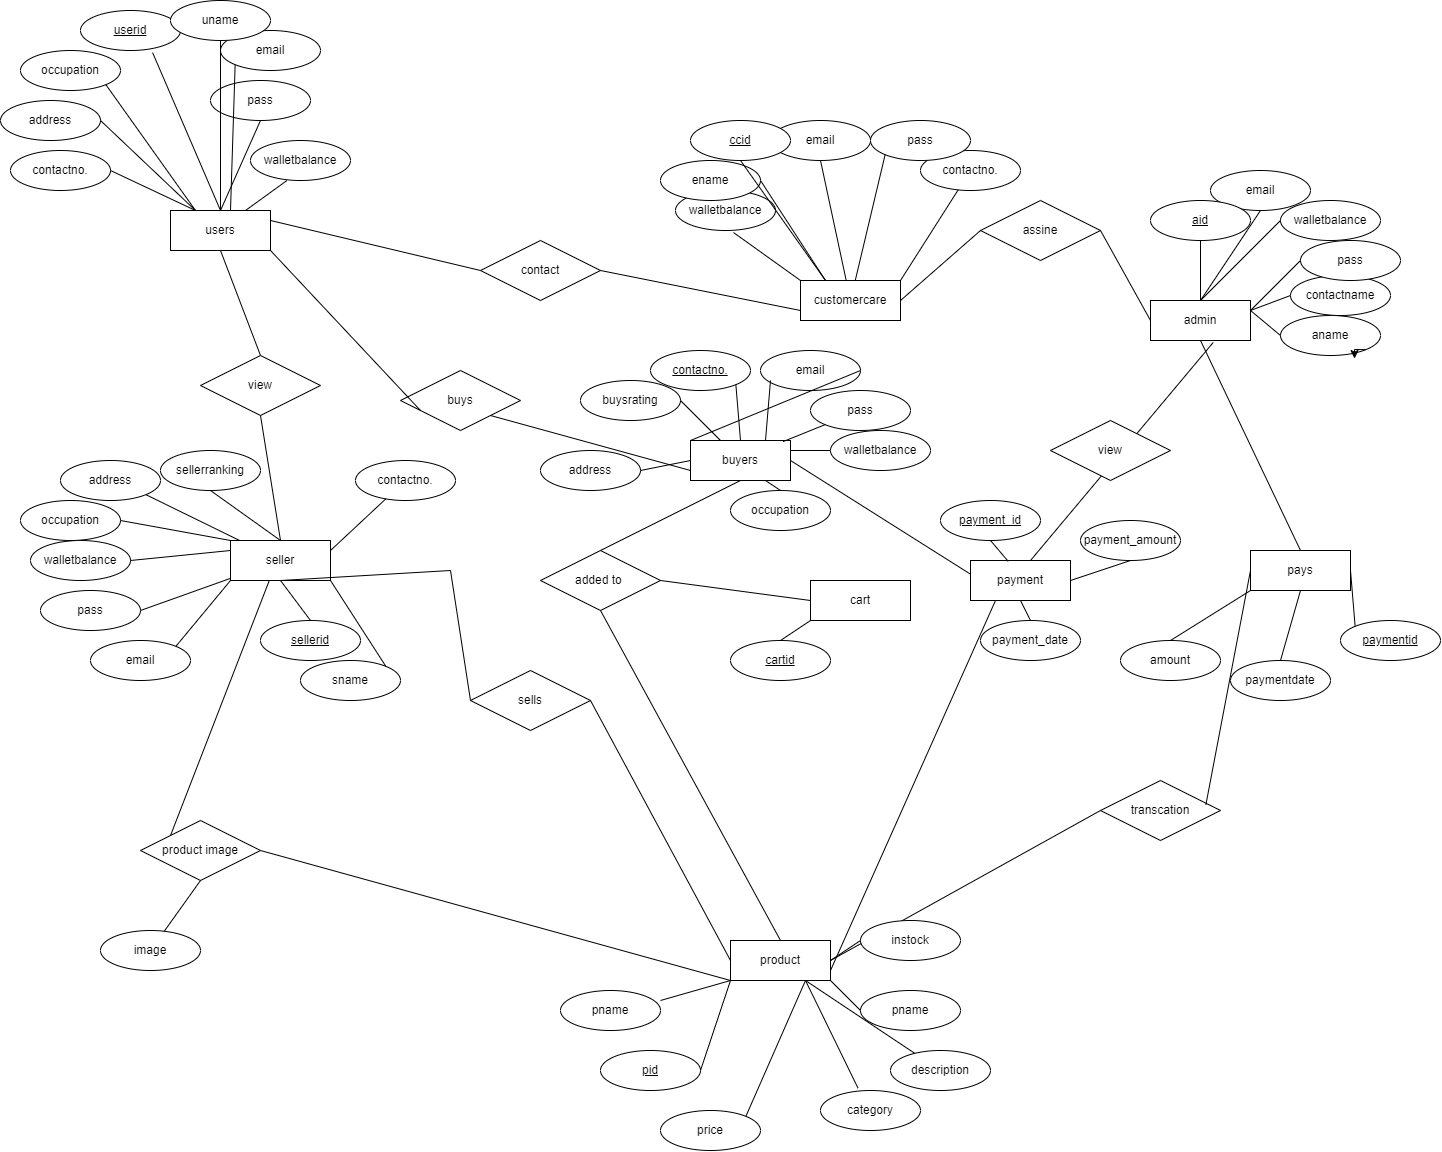 uname
userid
email
occupation
pass
address
walletbalance
contactno.
users
ccid
email
pass
contactno.
ename
walletbalance
customercare
contact
assine
email
aid
walletbalance
pass
contactname
aname
admin
view
buys
contactno.
email
buysrating
pass
walletbalance
buyers
address
occupation
view
sellerranking
address
contactno.
occupation
walletbalance
seller
pass
email
sellerid
sname
payment_id
payment_amount
payment
payment_date
pays
amount
paymentdate
paymentid
added to
cart
cartid
sells
transcation
product image
image
instock
product
pname
pname
pid
description
category
price